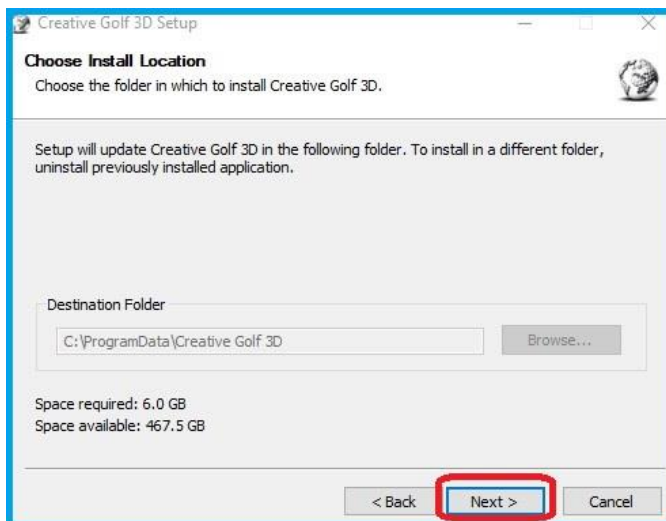 Creative Golf 3D Setup
Choose Install Location
Choose the folder in which to install Creative Golf 3D.
Setup will update Creative Golf 3D in the following folder. To install in a different folder,
uninstall previously installed application.
Destination Folder
C:\ProgramData\Creative Golf 3D
Browse...
Space required: 6.0 GB
Space available: 467.5 GB
< Back
Next >
Cancel